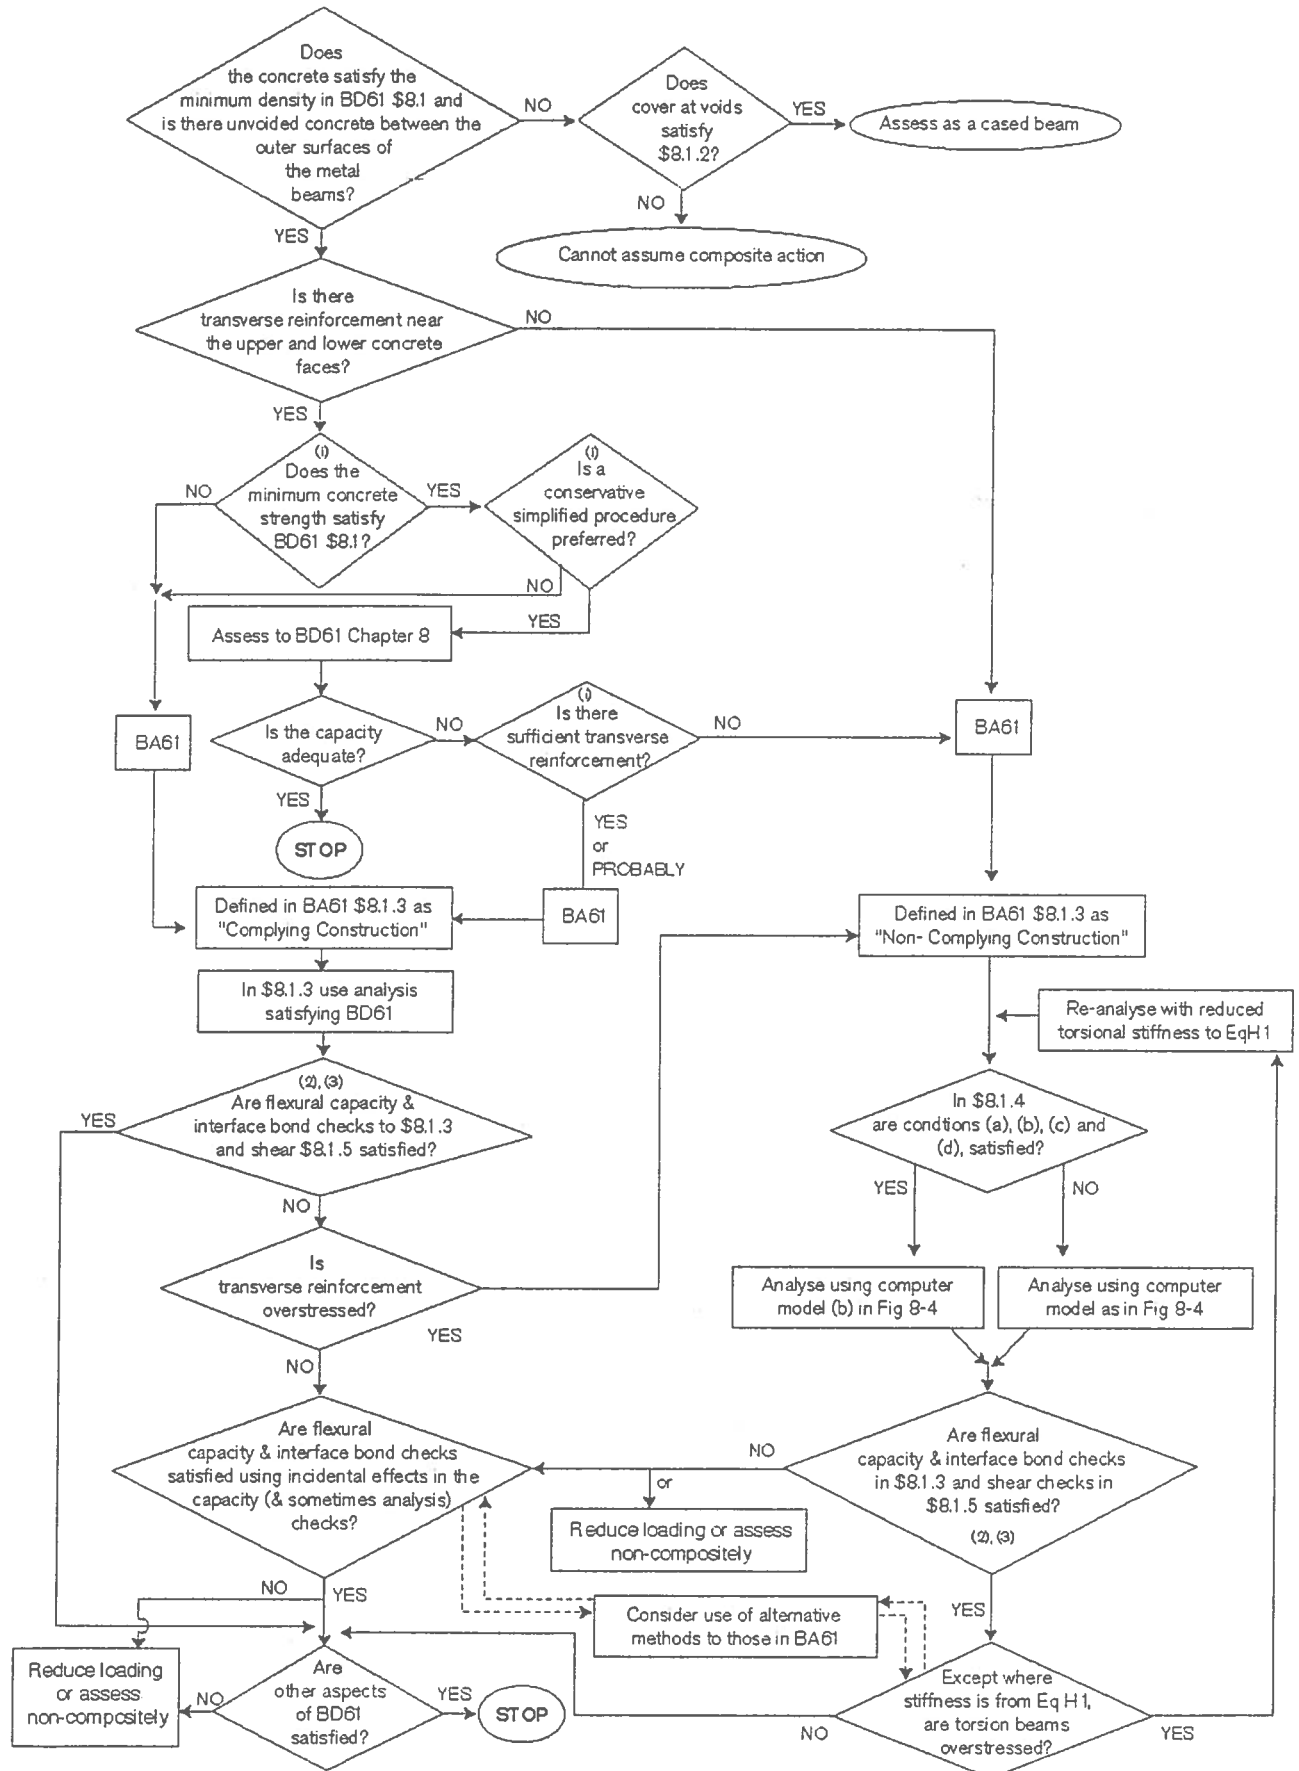 Does
the concrete satisfy the
minimum density in BD61 $8.1 and
is there unvoided concrete between the
outer surfaces of
the metal
beams?
NO
Does
cover at voids
satisfy
$8.1.2?
YES
Assess as a cased beam
NO
Cannot assume composite action
YES
Is there
transverse reinforcement near
the upper and lower concrete
faces?
NO
YES
(i)
Does the
minimum concrete
strength satisfy
BD61 $8.1?
NO
YES
(i)
Is a
conservative
simplified procedure
preferred?
NO
YES
Assess to BD61 Chapter 8
BA61
Is the capacity
adequate?
NO
(i)
Is there
sufficient transverse
reinforcement?
NO
BA61
YES
STOP
YES
or
PROBABLY
BA61
Defined in BA61 $8.1.3 as
"Complying Construction"
Defined in BA61 $8.1.3 as
"Non- Complying Construction"
In $8.1.3 use analysis
satisfying BD61
Re-analyse with reduced
torsional stiffness to EqH1
(2), (3)
Are flexural capacity &
interface bond checks to $8.1.3
and shear $8.1.5 satisfied?
YES
NO
In $8.1.4
are condtions (a), (b), (c) and
(d), satisfied?
YES
NO
Is
transverse reinforcement
overstressed?
YES
NO
Analyse using computer
model (b) in Fig 8-4
Analyse using computer
model as in Fig 8-4
Are flexural
capacity & interface bond checks
satisfied using incidental effects in the
capacity (& sometimes analysis)
checks?
NO
or
Reduce loading or assess
non-compositely
Are flexural
capacity & interface bond checks
in $8.1.3 and shear checks in
$8.1.5 satisfied?
(2), (3)
NO
YES
Consider use of alternative
methods to those in BA61
YES
Reduce loading
or assess
non-compositely
NO
Are
other aspects
of BD61
satisfied?
YES
STOP
NO
Except where
stiffness is from Eq H1,
are torsion beams
overstressed?
YES